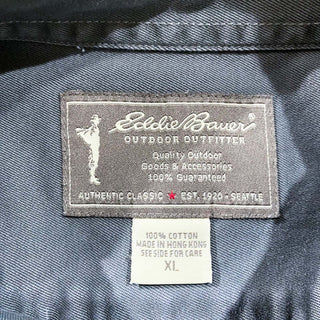 Eddie Bauer
OUTDOOR OUTFITTER
Quality Outdoor
Goods & Accessories
100% Guaranteed
AUTHENTIC CLASSIC ★ EST. 1920 - SEATTLE
100% COTTON
MADE IN HONG KONG
SEE SIDE FOR CARE
XL